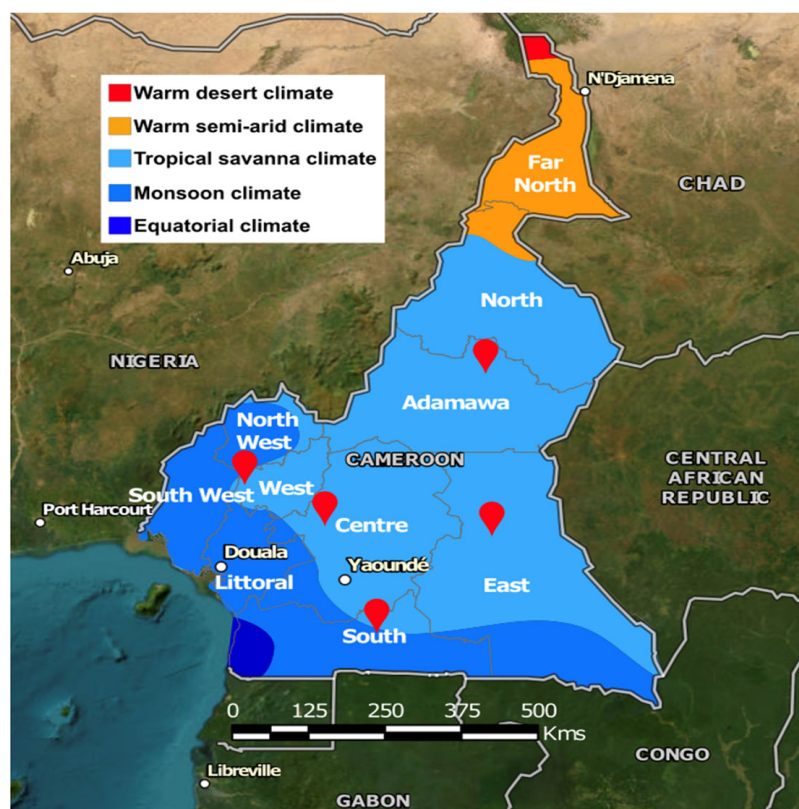 Warm desert climate
Warm semi-arid climate
Tropical savanna climate
Monsoon climate
Equatorial climate
N'Djamena
Far
North
CHAD
Abuja
North
NIGERIA
Adamawa
North
West
CAMEROON
CENTRAL
AFRICAN
REPUBLIC
South West
West
Port Harcourt
Centre
Douala
Yaoundé
Littoral
East
South
0 125 250 375 500
Kms
CONGO
Libreville
GABON